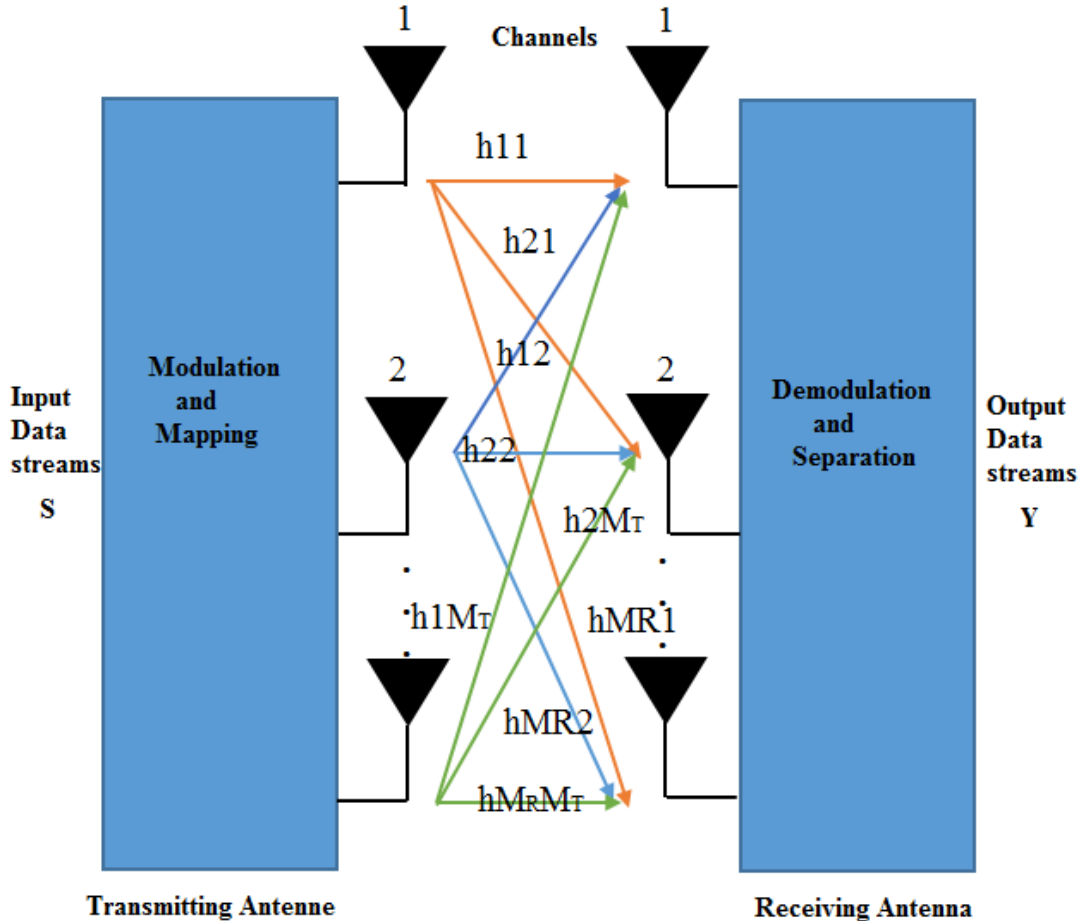 1
Channels
1
h11
h21
h12
2
2
Modulation
and
Mapping
Demodulation
and
Separation
Input
Data
streams
S
Output
Data
streams
Y
h22
h2MT
h1MT
hMR1
hMR2
hMRMT
Transmitting Antenne
Receiving Antenna